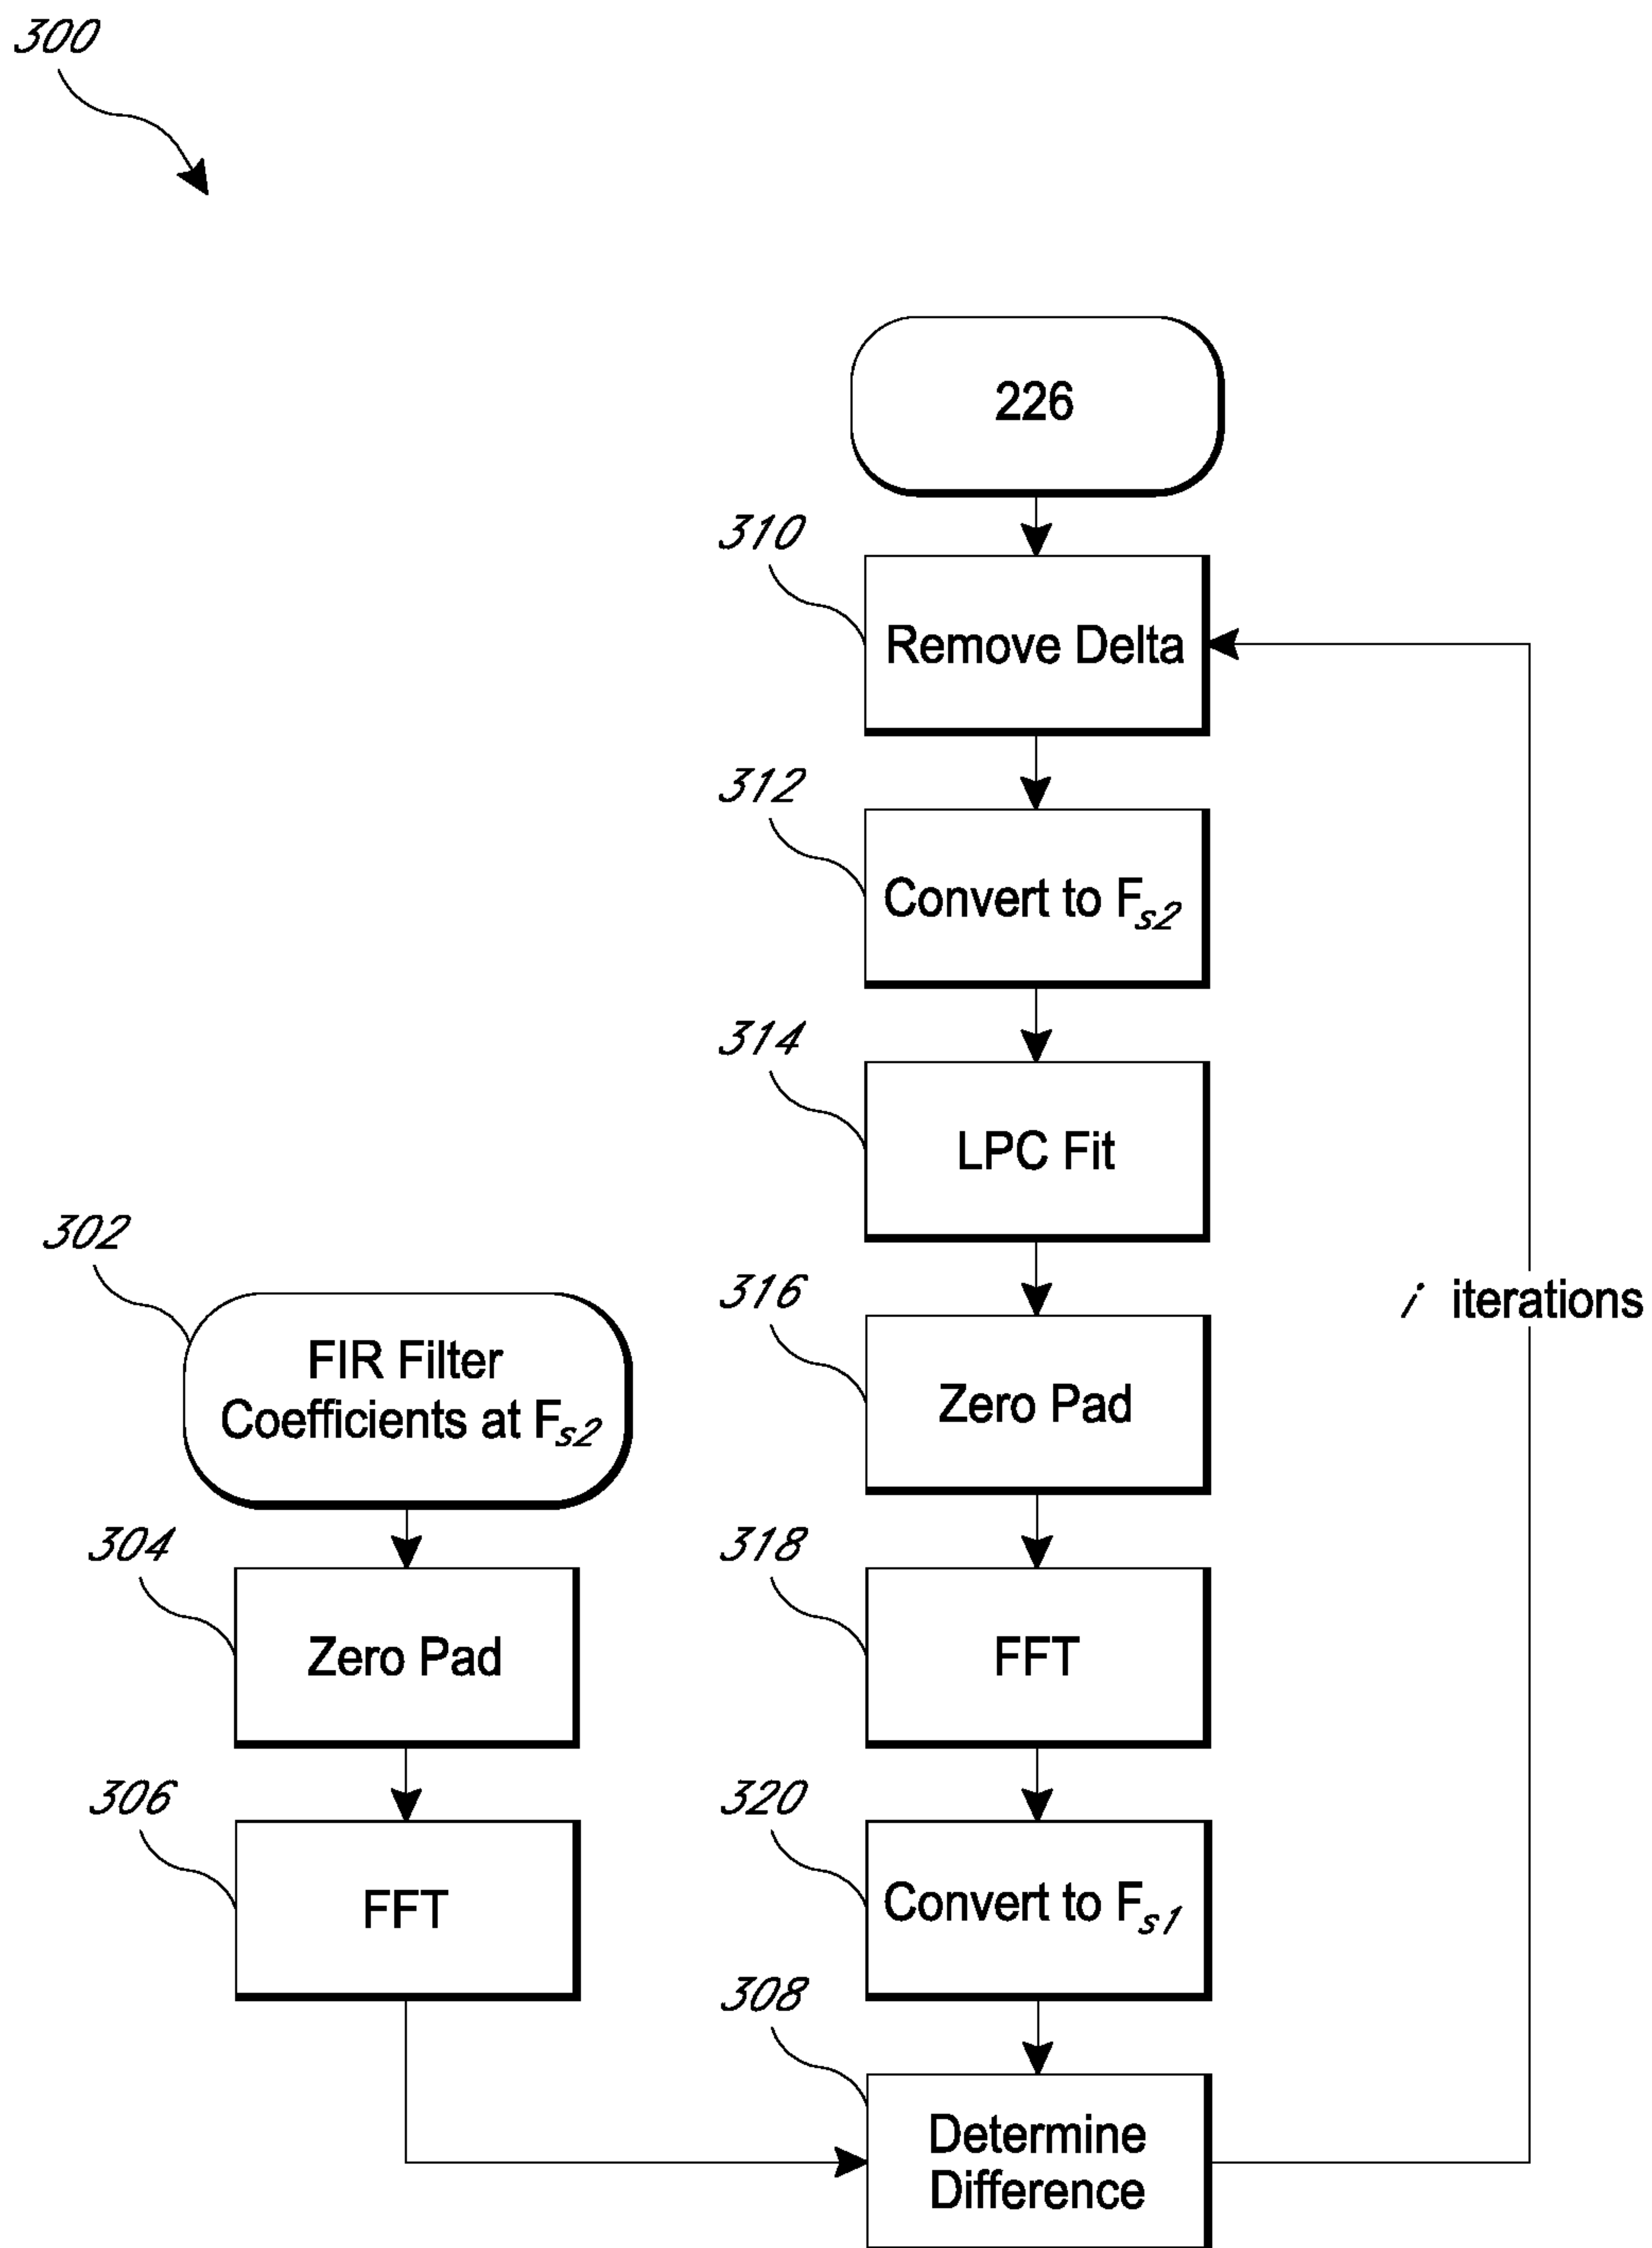 300
226
310
Remove Delta
312
Convert to Fs2
314
LPC Fit
302
316
i iterations
FIR Filter
Coefficients at Fs2
Zero Pad
304
318
Zero Pad
FFT
306
320
FFT
Convert to Fs1
308
Determine
Difference